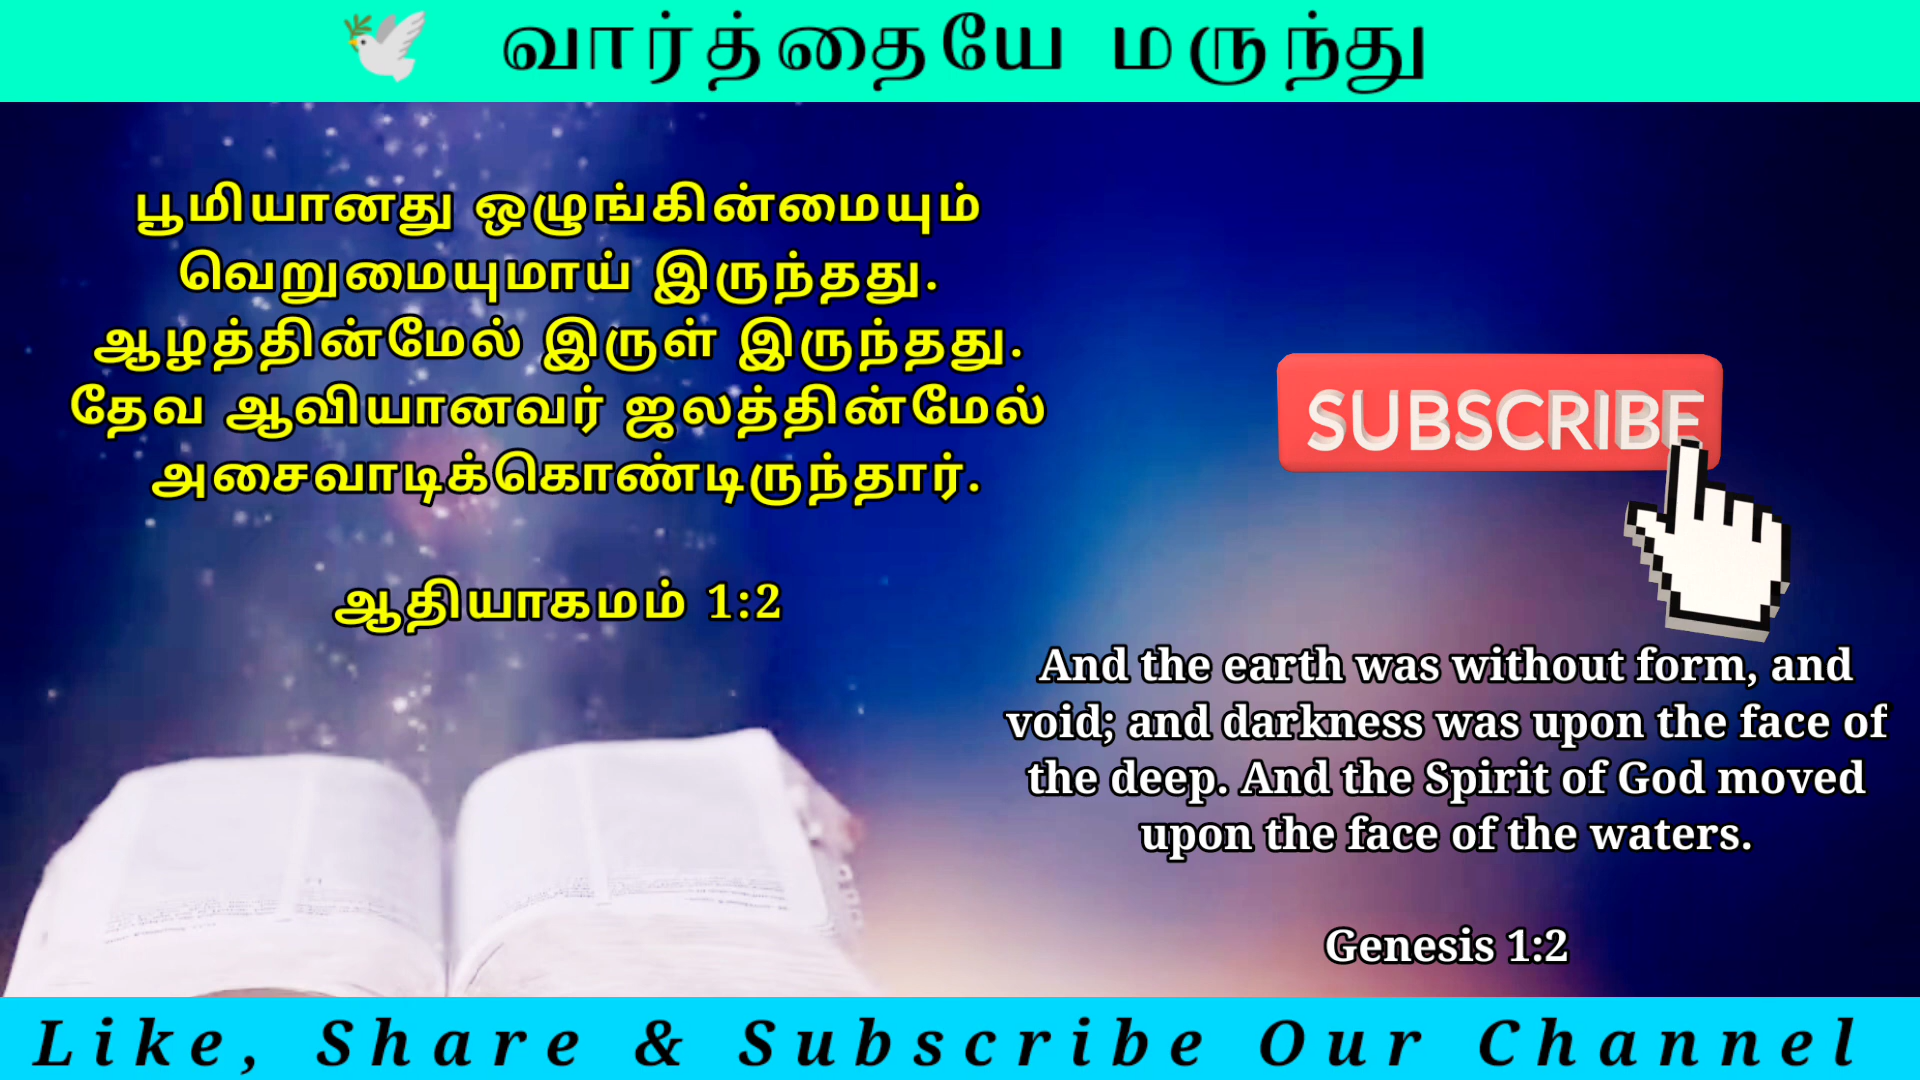 வார்த்தையே மருந்து
பூமியானது ஒழுங்கின்மையும்
வெறுமையுமாய் இருந்தது.
ஆழத்தின்மேல் இருள் இருந்தது.
தேவ ஆவியானவர் ஜலத்தின்மேல்
அசைவாடிக்கொண்டிருந்தார்.
ஆதியாகமம் 1:2
SUBSCRIBE
And the earth was without form, and
void; and darkness was upon the face of
the deep. And the Spirit of God moved
upon the face of the waters.
Genesis 1:2
Like, Share & Subscribe Our Channel